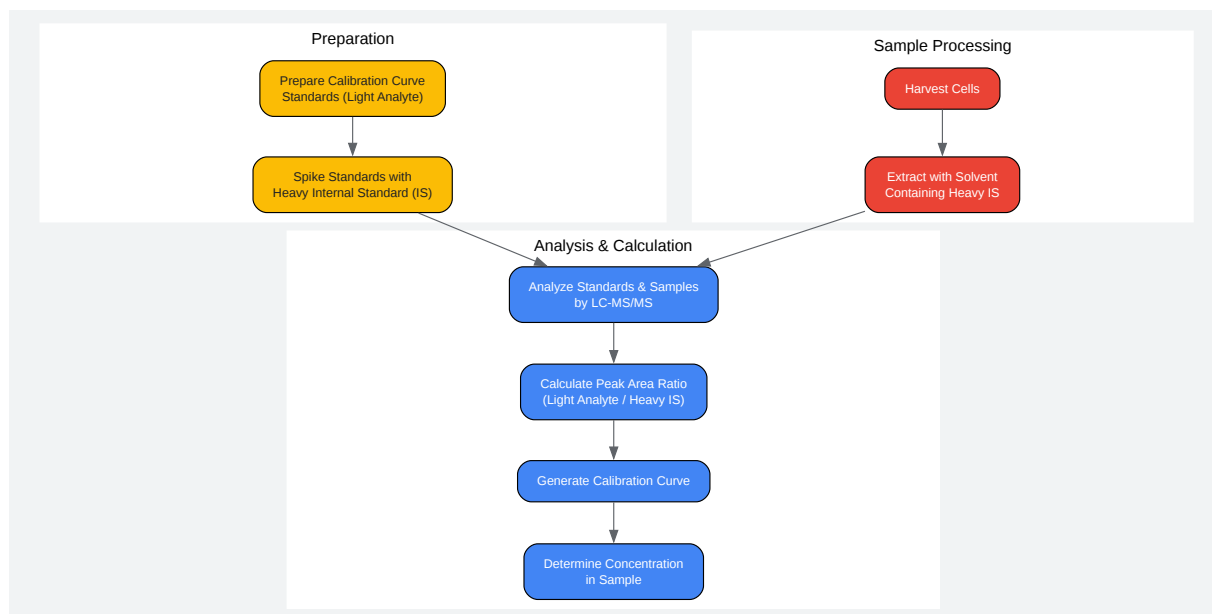 Preparation
Prepare Calibration Curve
Standards (Light Analyte)
Spike Standards with
Heavy Internal Standard (IS)
Sample Processing
Harvest Cells
Extract with Solvent
Containing Heavy IS
Analysis & Calculation
Analyze Standards & Samples
by LC-MS/MS
Calculate Peak Area Ratio
(Light Analyte / Heavy IS)
Generate Calibration Curve
Determine Concentration
in Sample